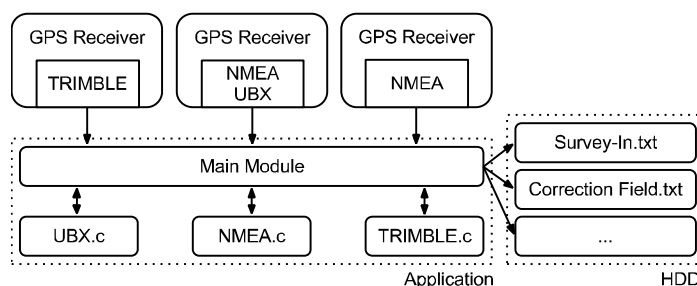 GPS Receiver
TRIMBLE
GPS Receiver
NMEA
UBX
GPS Receiver
NMEA
Main Module
UBX.c
NMEA.c
TRIMBLE.c
Application
Survey-In.txt
Correction Field.txt
...
HDD